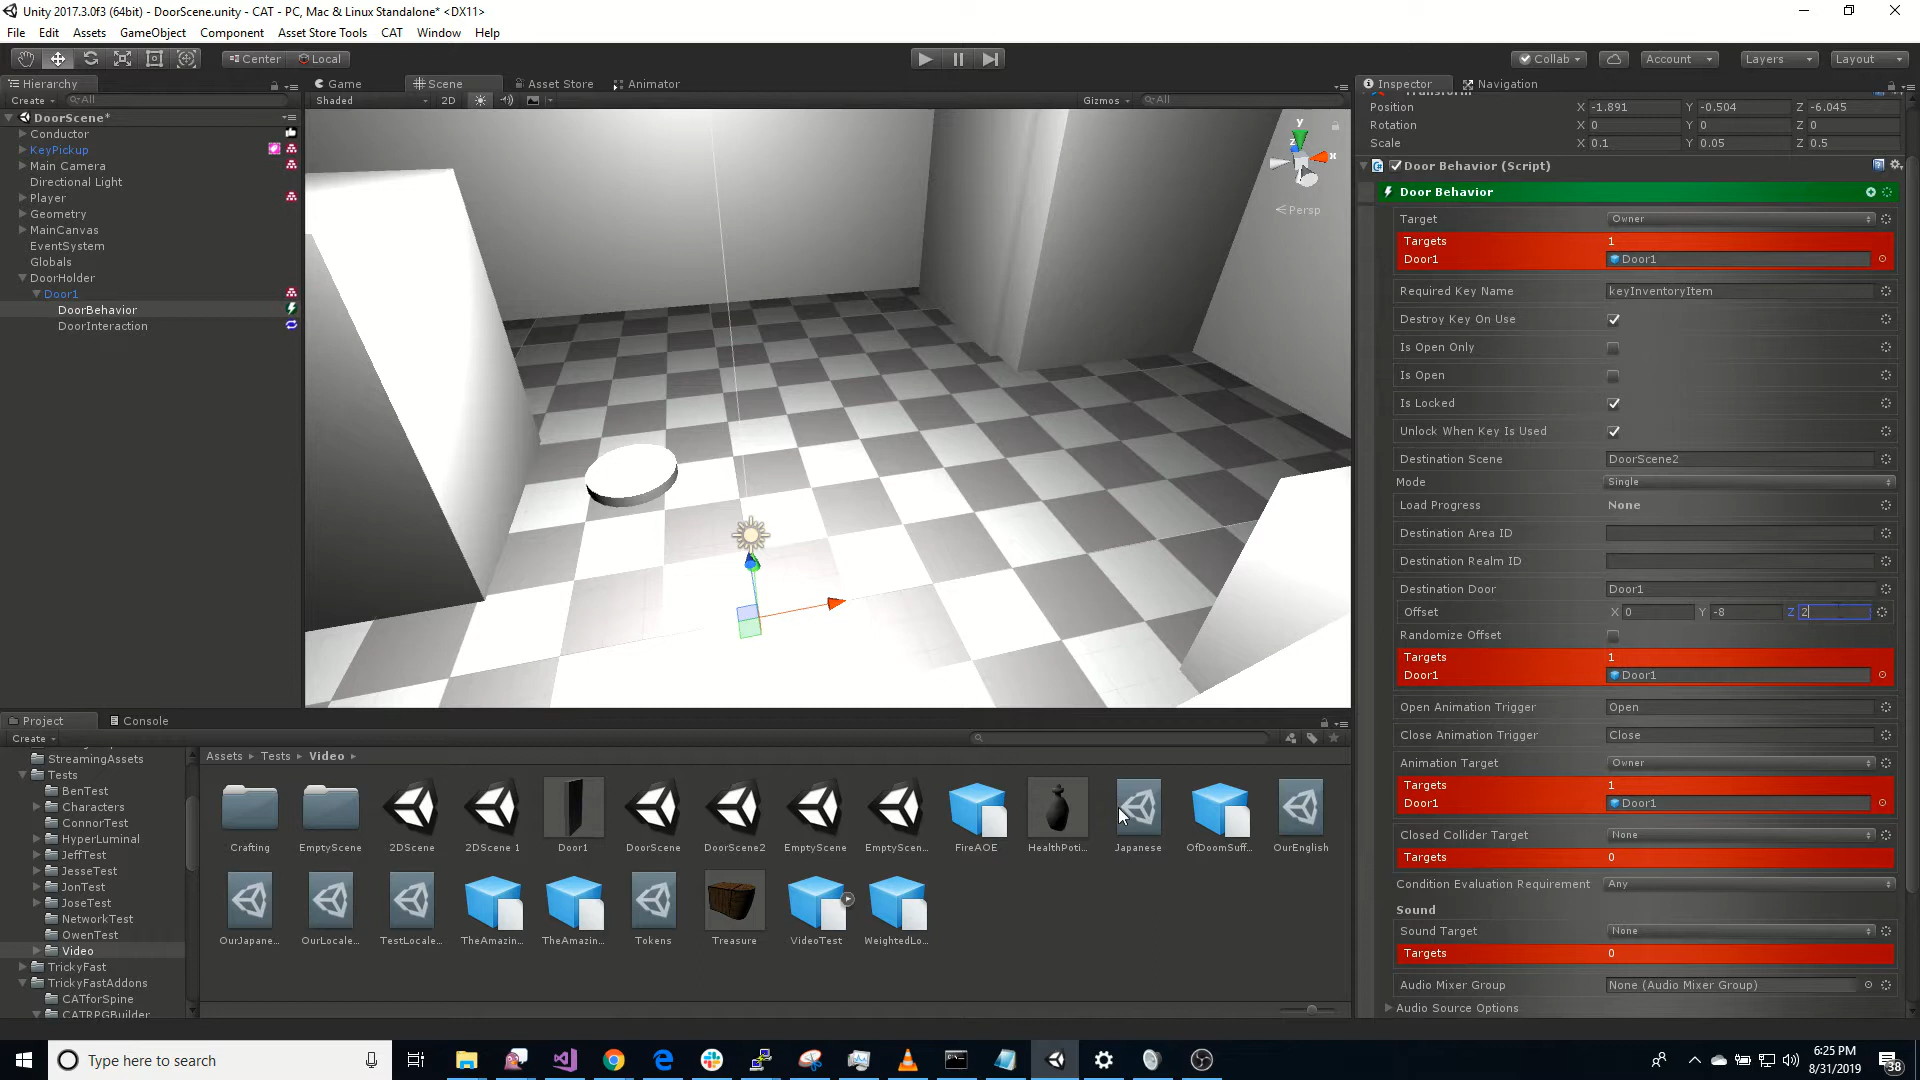 Unity 2017.3.0f3 (64bit) - DoorScene.unity - CAT - PC, Mac & Linux Standalone* <DX11>
File Edit Assets GameObject Component Asset Store Tools CAT Window Help
Center Local Collab Account Layers Layout
Hierarchy Game Scene Asset Store Animator Inspector Navigation
Create All Shaded 2D Gizmos All
DoorScene*
Conductor
KeyPickup
Main Camera
Directional Light
Player
Geometry
MainCanvas
EventSystem
Globals
DoorHolder
Door1
DoorBehavior
DoorInteraction
y
z
x
Persp
Transform
Position X -1.891 Y -0.504 Z -6.045
Rotation X 0 Y 0 Z 0
Scale X 0.1 Y 0.05 Z 0.5
Door Behavior (Script)
Door Behavior
Target Owner
Targets 1
Door1 Door1
Required Key Name keyInventoryItem
Destroy Key On Use
Is Open Only
Is Open
Is Locked
Unlock When Key Is Used
Destination Scene DoorScene2
Mode Single
Load Progress None
Destination Area ID
Destination Realm ID
Destination Door Door1
Offset X 0 Y -8 Z 2
Randomize Offset
Targets 1
Door1 Door1
Open Animation Trigger Open
Close Animation Trigger Close
Animation Target Owner
Targets 1
Door1 Door1
Closed Collider Target None
Targets 0
Condition Evaluation Requirement Any
Sound
Sound Target None
Targets 0
Audio Mixer Group None (Audio Mixer Group)
Audio Source Options
Project Console
Create
StreamingAssets
Tests
BenTest
Characters
ConnorTest
HyperLuminal
JeffTest
JesseTest
JonTest
JoseTest
NetworkTest
OwenTest
Video
TrickyFast
TrickyFastAddons
CATforSpine
CATRPGBuilder
Assets Tests Video
Crafting EmptyScene 2DScene 2DScene 1 Door1 DoorScene DoorScene2 EmptyScene EmptyScen... FireAOE HealthPoti... Japanese OfDoomSuff... OurEnglish
OurJapane... OurLocale... TestLocale... TheAmazin... TheAmazin... Tokens Treasure VideoTest WeightedLo...
Type here to search
6:25 PM
8/31/2019
38